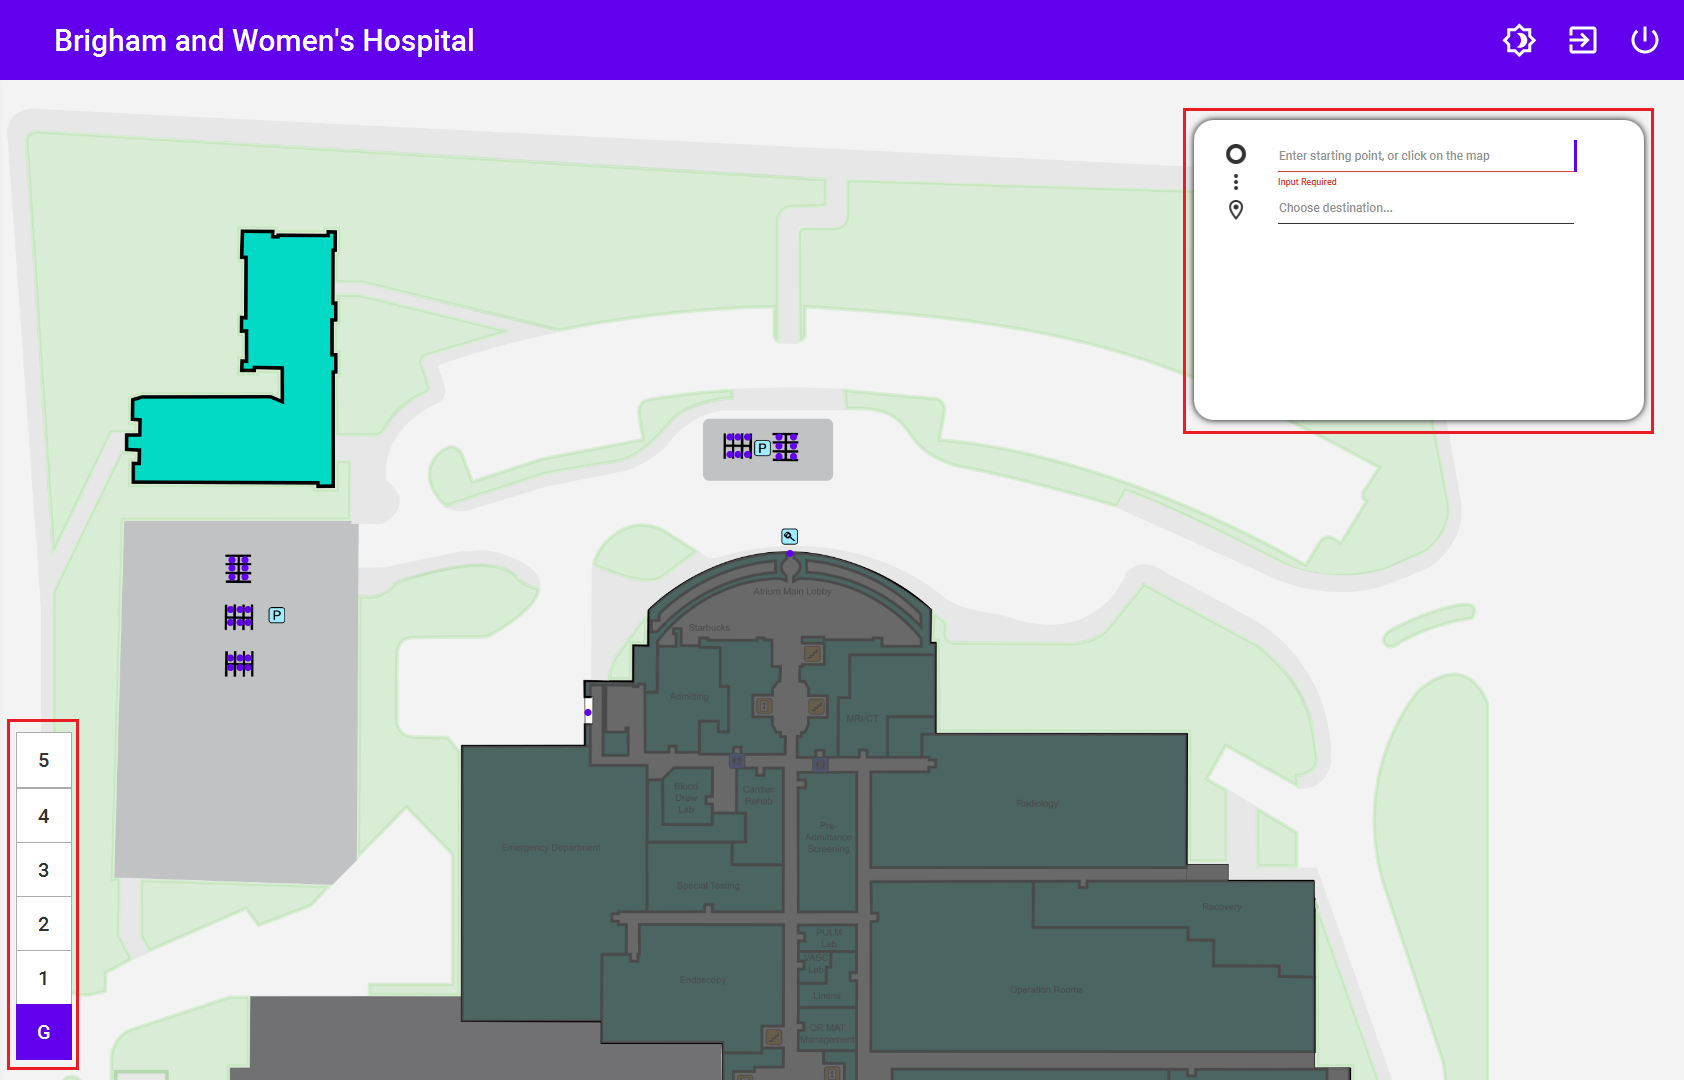 Brigham and Women's Hospital
Enter starting point, or click on the map
Input Required
Choose destination...
P
Atrium Main Lobby
Starbucks
P
Admitting
MRI/CT
5
4
3
2
1
G
Blood
Draw
Lab
Cardiac
Rehab
Radiology
Pre-
Admittance
Screening
Emergency Department
Special Testing
Recovery
PULM
Lab
VASC
Lab
Endoscopy
Linens
Operation Rooms
QR MAT
Management